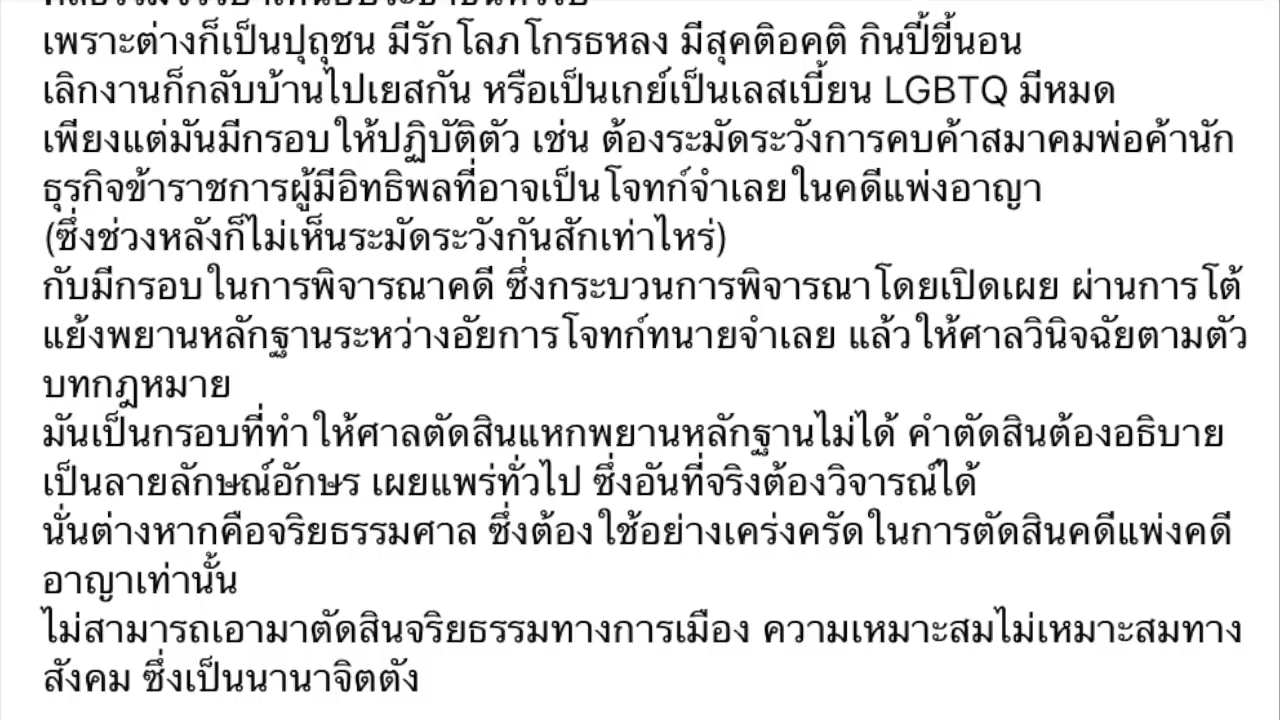 เพราะต่างก็เป็นปุถุชน มีรักโลภโกรธหลง มีสุคติอคติ กินปี้ขี้นอน
เลิกงานก็กลับบ้านไปเยสกัน หรือเป็นเกย์เป็นเลสเบี้ยน LGBTQ มีหมด
เพียงแต่มันมีกรอบให้ปฏิบัติตัว เช่น ต้องระมัดระวังการคบค้าสมาคมพ่อค้านัก
ธุรกิจข้าราชการผู้มีอิทธิพลที่อาจเป็นโจทก์จำเลยในคดีแพ่งอาญา
(ซึ่งช่วงหลังก็ไม่เห็นระมัดระวังกันสักเท่าไหร่)
กับมีกรอบในการพิจารณาคดี ซึ่งกระบวนการพิจารณาโดยเปิดเผย ผ่านการโต้
แย้งพยานหลักฐานระหว่างอัยการโจทก์ทนายจำเลย แล้วให้ศาลวินิจฉัยตามตัว
บทกฎหมาย
มันเป็นกรอบที่ทำให้ศาลตัดสินแหกพยานหลักฐานไม่ได้ คำตัดสินต้องอธิบาย
เป็นลายลักษณ์อักษร เผยแพร่ทั่วไป ซึ่งอันที่จริงต้องวิจารณ์ได้
นั่นต่างหากคือจริยธรรมศาล ซึ่งต้องใช้อย่างเคร่งครัดในการตัดสินคดีแพ่งคดี
อาญาเท่านั้น
ไม่สามารถเอามาตัดสินจริยธรรมทางการเมือง ความเหมาะสมไม่เหมาะสมทาง
สังคม ซึ่งเป็นนานาจิตตัง